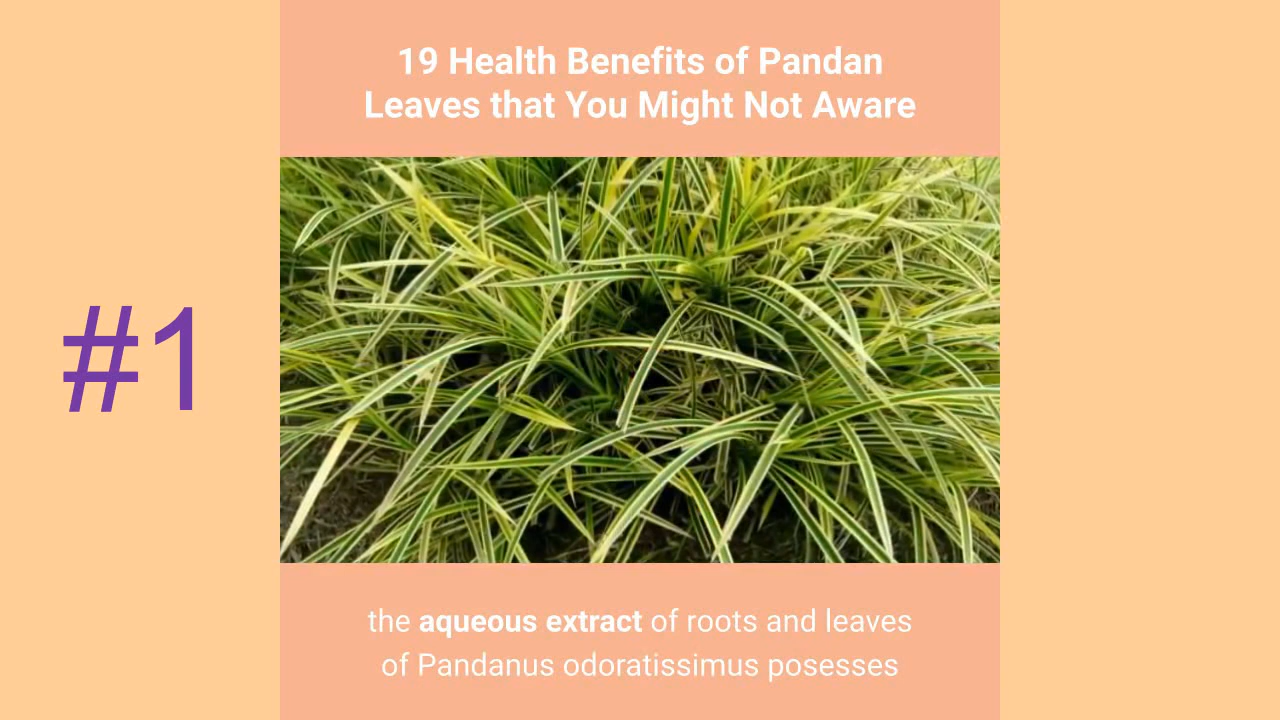 19 Health Benefits of Pandan
Leaves that You Might Not Aware
#1
the aqueous extract of roots and leaves
of Pandanus odoratissimus posesses